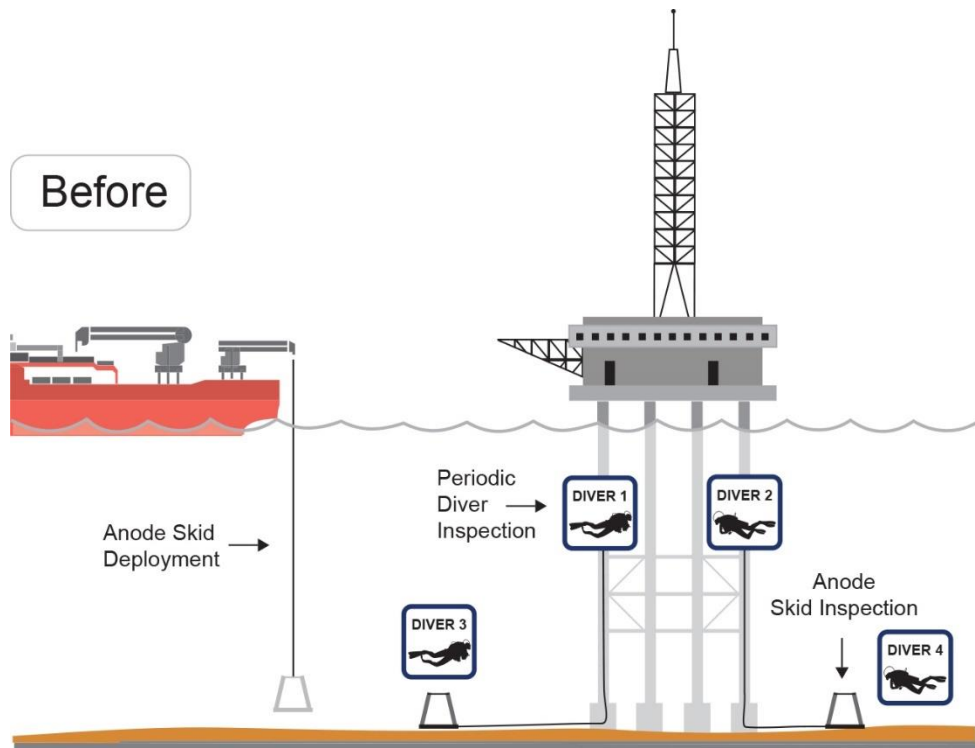 Before
Periodic
Diver
Inspection
DIVER 1
DIVER 2
Anode Skid
Deployment
Anode
Skid Inspection
DIVER 3
DIVER 4